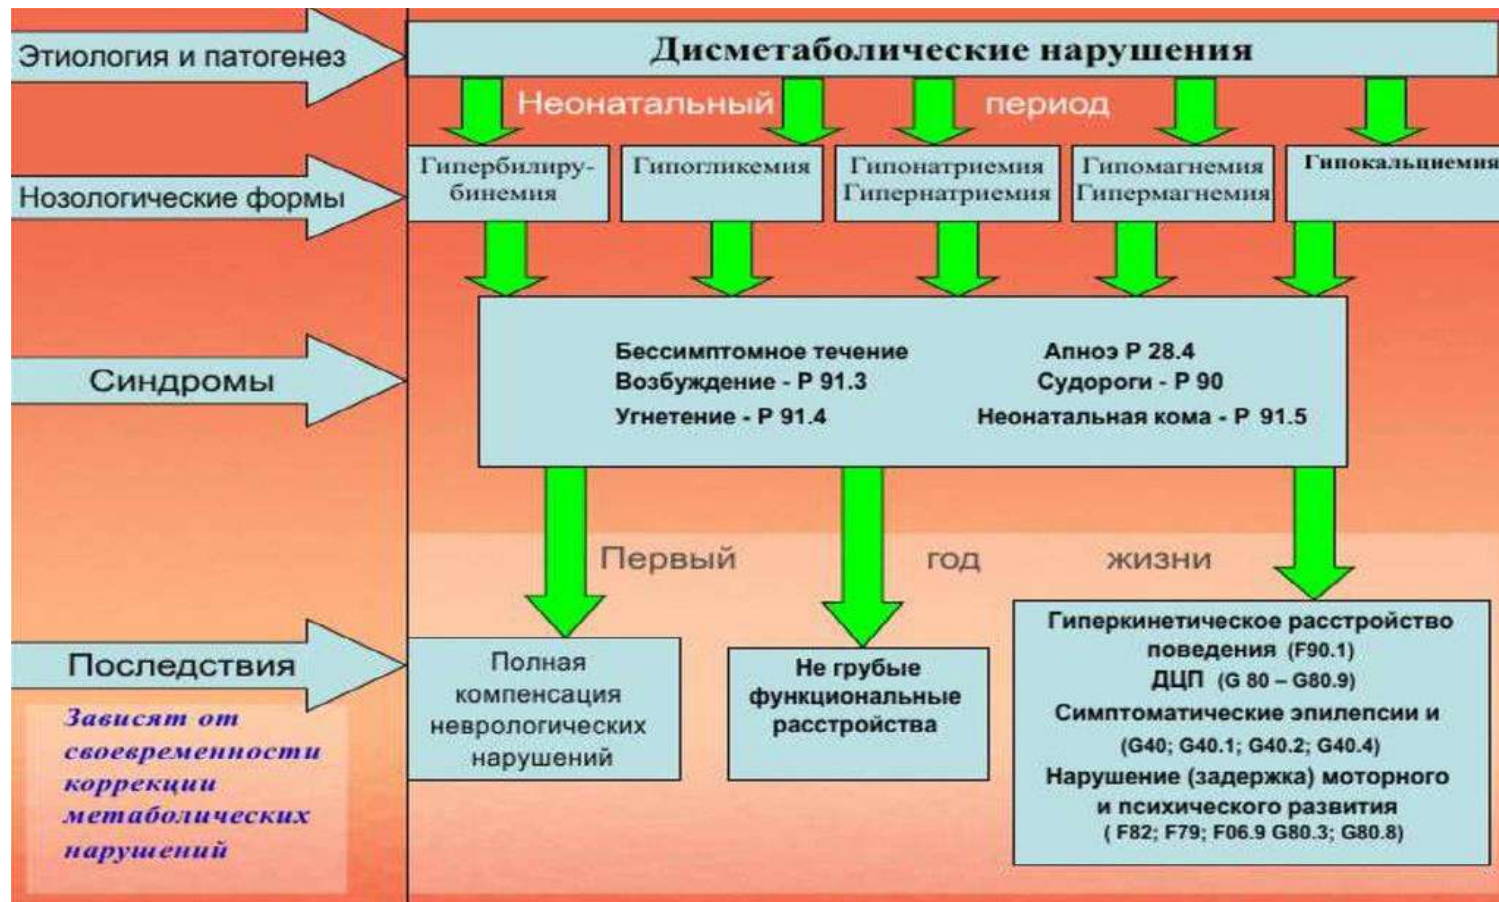 Этиология и патогенез
Дисметаболические нарушения
Неонатальный период
Нозологические формы
Гипербилиру-
бинемия
Гипогликемия
Гипонатриемия
Гипернатриемия
Гипомагнемия
Гипермагнемия
Гипокальциемия
Синдромы
Бессимптомное течение
Возбуждение - Р 91.3
Угнетение - Р 91.4
Апноэ Р 28.4
Судороги - Р 90
Неонатальная кома - Р 91.5
Первый год жизни
Последствия
Зависят от
своевременности
коррекции
метаболических
нарушений
Полная
компенсация
неврологических
нарушений
Не грубые
функциональные
расстройства
Гиперкинетическое расстройство
поведения (F90.1)
ДЦП (G 80 – G80.9)
Симптоматические эпилепсии и
(G40; G40.1; G40.2; G40.4)
Нарушение (задержка) моторного
и психического развития
( F82; F79; F06.9 G80.3; G80.8)